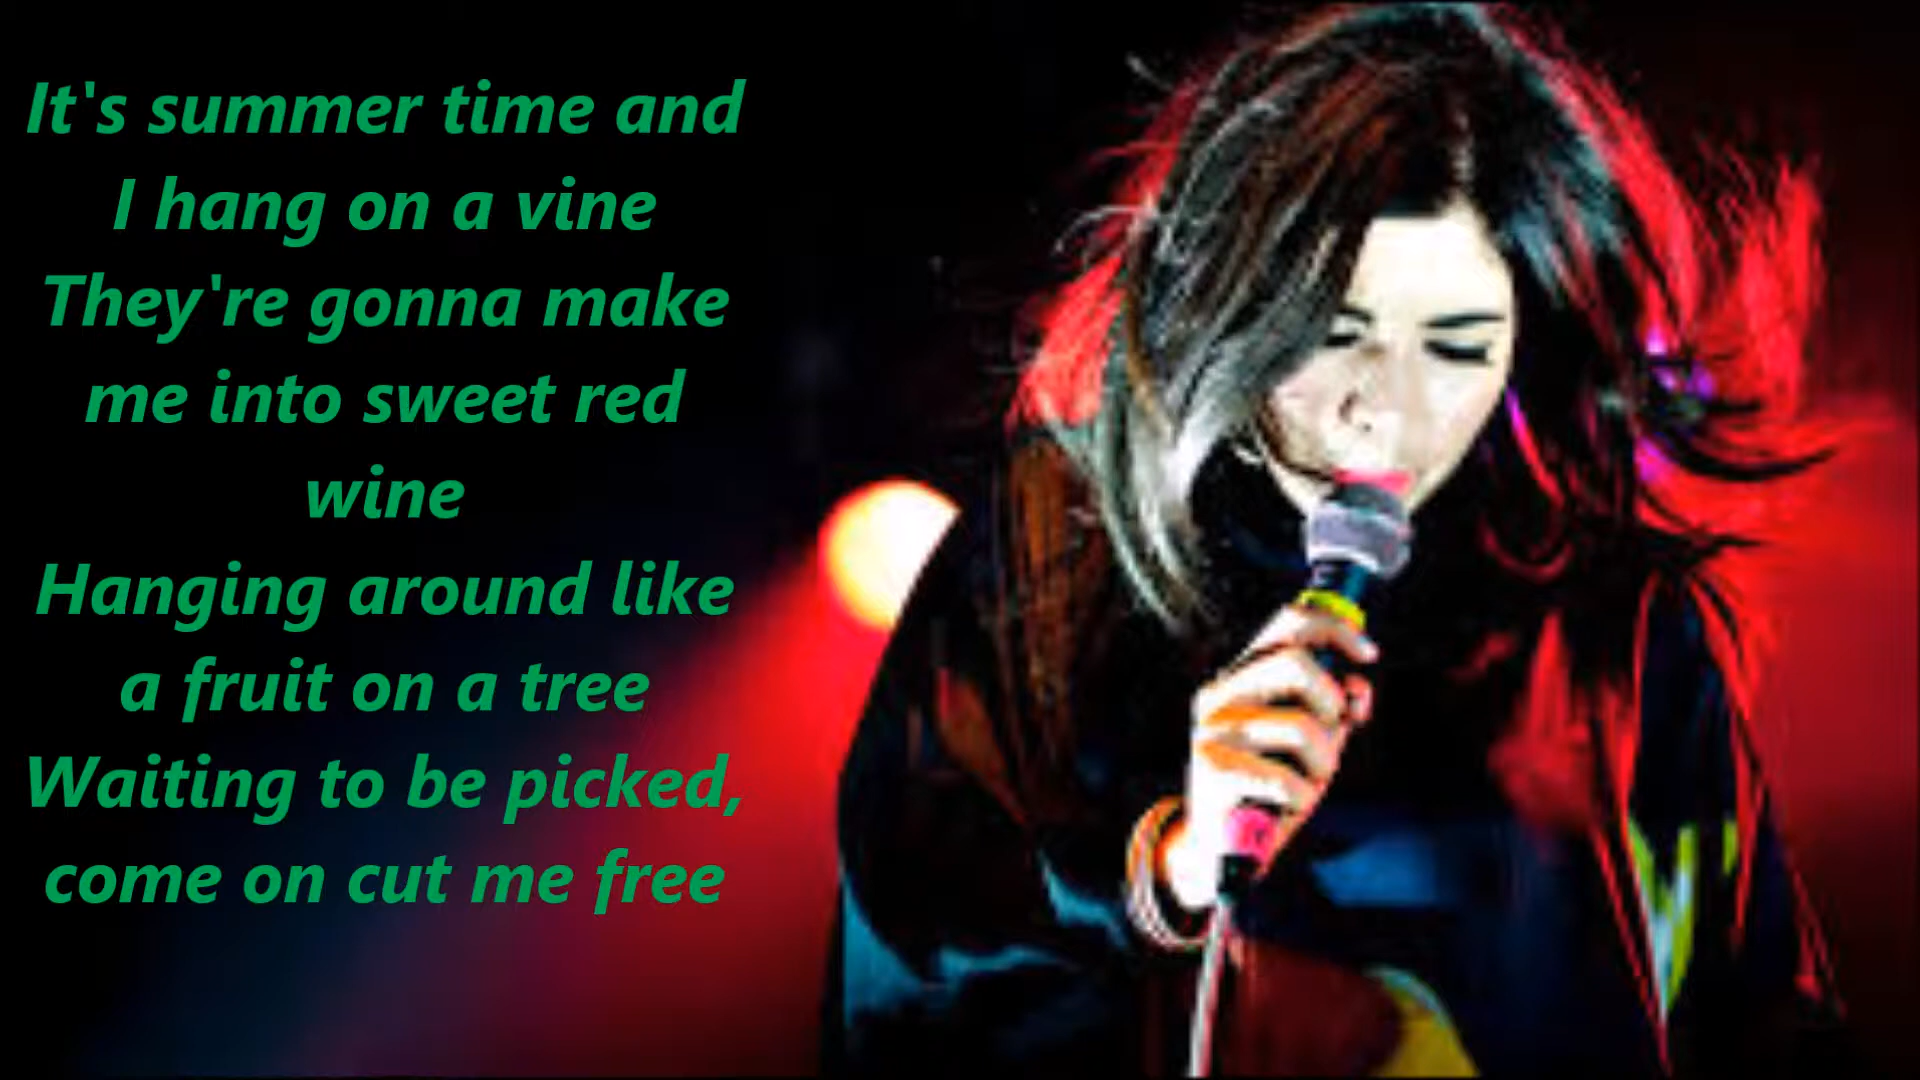 It's summer time and
I hang on a vine
They're gonna make
me into sweet red
wine
Hanging around like
a fruit on a tree
Waiting to be picked,
come on cut me free